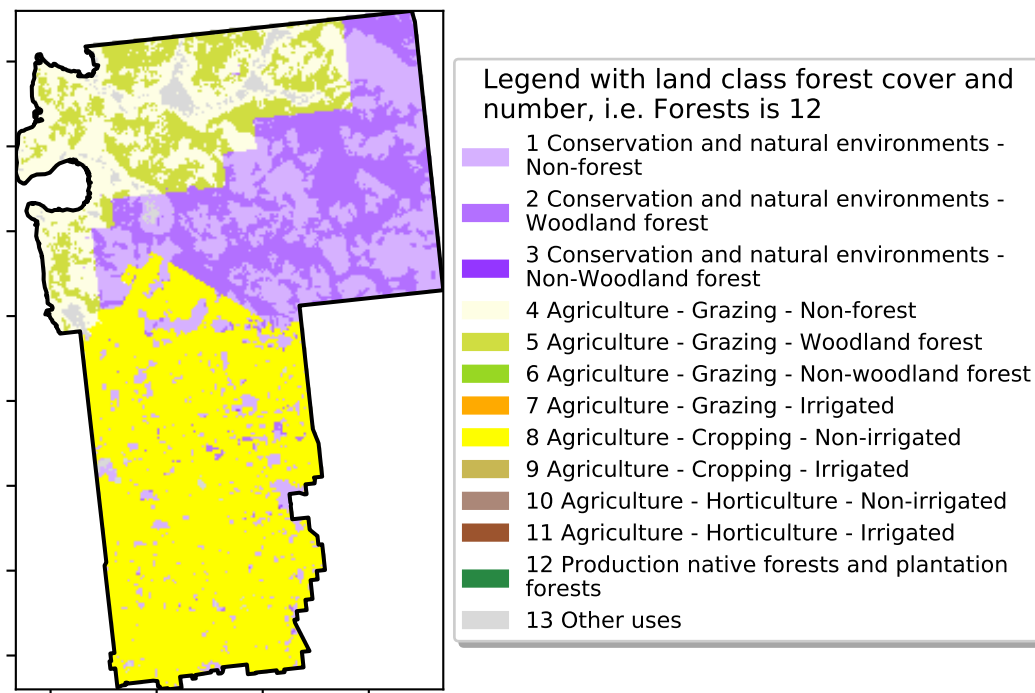 Legend with land class forest cover and
number, i.e. Forests is 12
1 Conservation and natural environments -
Non-forest
2 Conservation and natural environments -
Woodland forest
3 Conservation and natural environments -
Non-Woodland forest
4 Agriculture - Grazing - Non-forest
5 Agriculture - Grazing - Woodland forest
6 Agriculture - Grazing - Non-woodland forest
7 Agriculture - Grazing - Irrigated
8 Agriculture - Cropping - Non-irrigated
9 Agriculture - Cropping - Irrigated
10 Agriculture - Horticulture - Non-irrigated
11 Agriculture - Horticulture - Irrigated
12 Production native forests and plantation
forests
13 Other uses